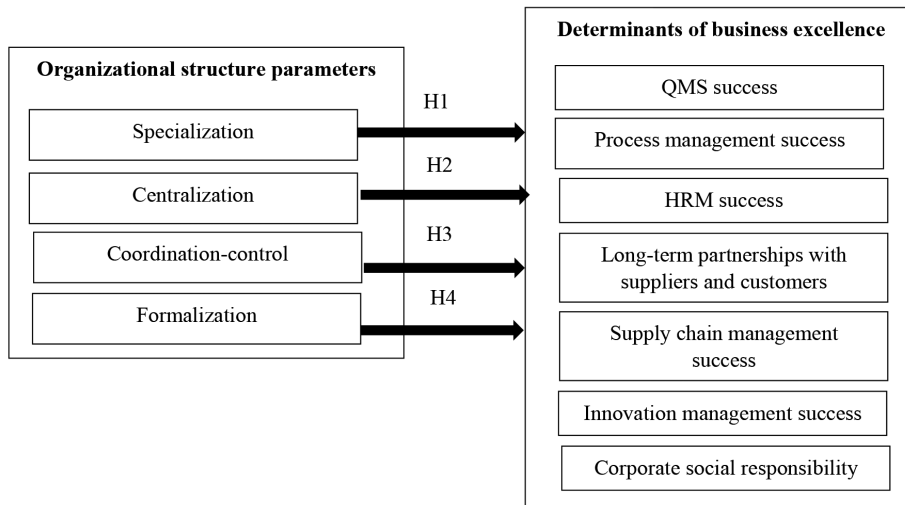 Organizational structure parameters
Specialization
Centralization
Coordination-control
Formalization
H1
H2
H3
H4
Determinants of business excellence
QMS success
Process management success
HRM success
Long-term partnerships with
suppliers and customers
Supply chain management
success
Innovation management success
Corporate social responsibility